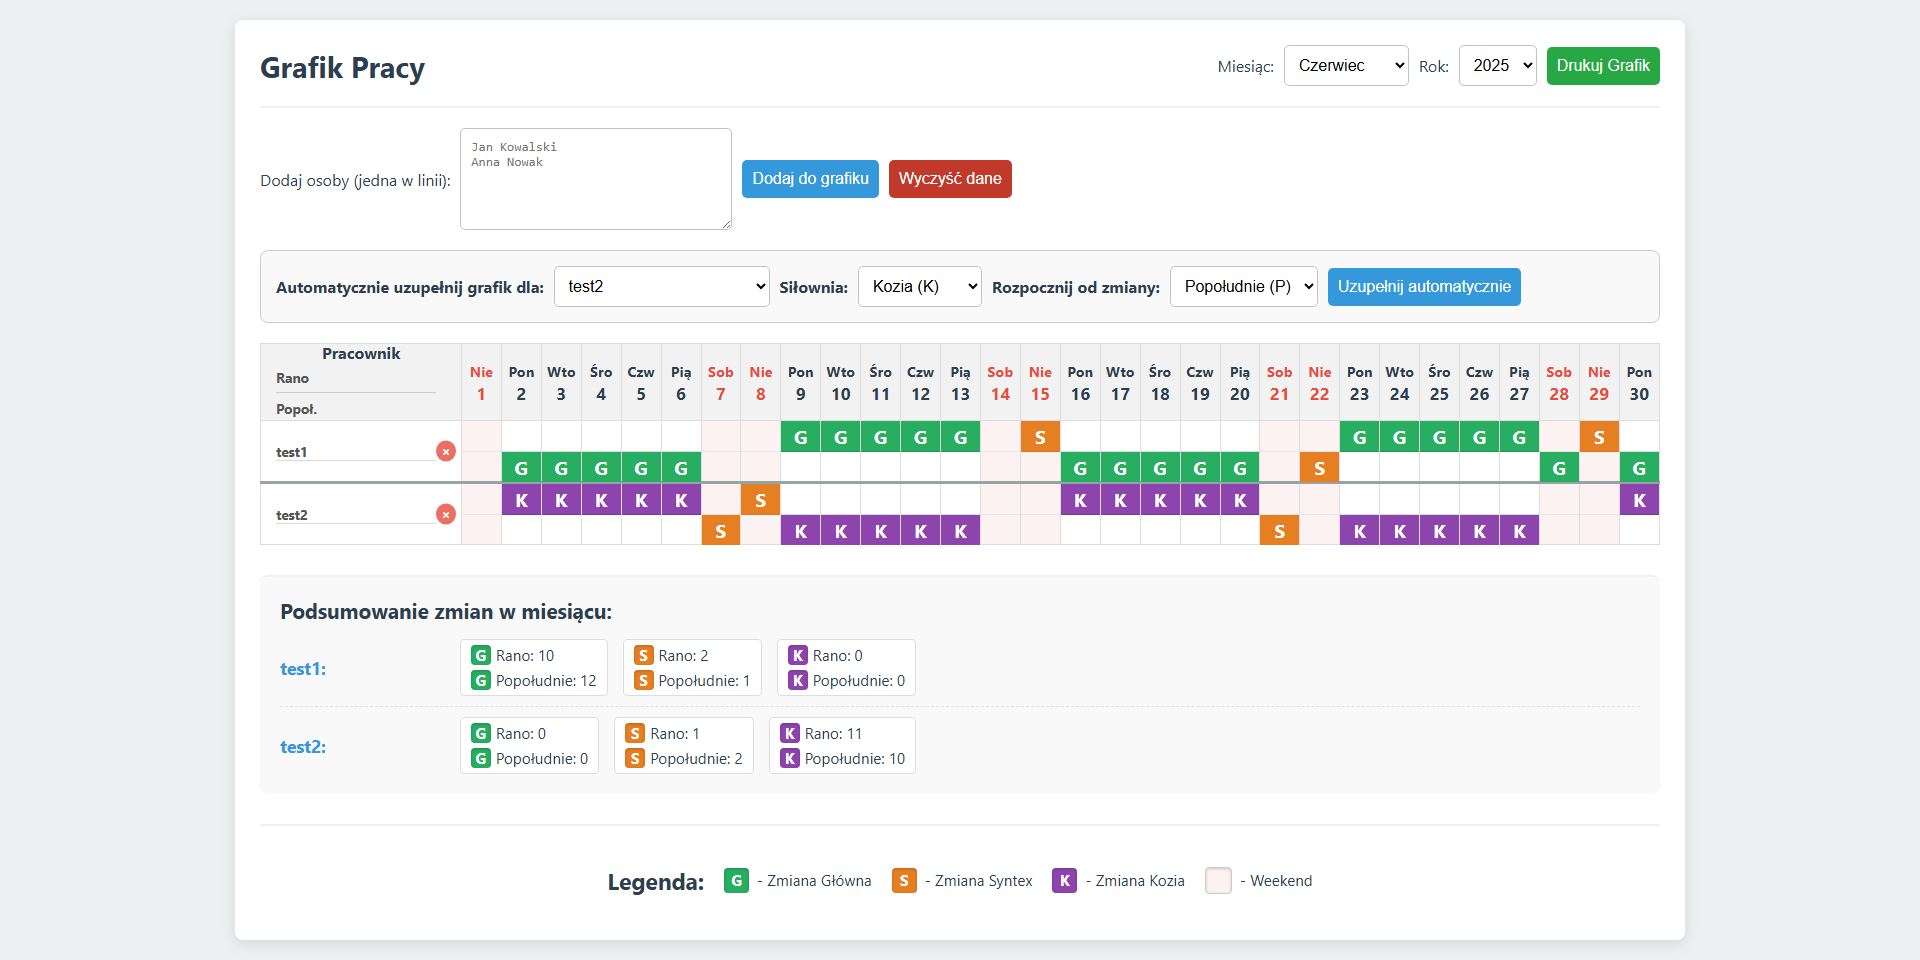 Grafik Pracy
Miesiąc: Czerwiec Rok: 2025 Drukuj Grafik
Dodaj osoby (jedna w linii):
Jan Kowalski
Anna Nowak
Dodaj do grafiku Wyczyść dane
Automatycznie uzupełnij grafik dla: test2 Siłownia: Kozia (K) Rozpocznij od zmiany: Popołudnie (P) Uzupełnij automatycznie
Pracownik
Rano
Popoł.
Nie Pon Wto Śro Czw Pią Sob Nie Pon Wto Śro Czw Pią Sob Nie Pon Wto Śro Czw Pią Sob Nie Pon Wto Śro Czw Pią Sob Nie Pon
1 2 3 4 5 6 7 8 9 10 11 12 13 14 15 16 17 18 19 20 21 22 23 24 25 26 27 28 29 30
test1 ×
G G G G G S G G G G G S
G G G G G G G G G G S G G
test2 ×
K K K K K S K K K K K K
S K K K K K S K K K K K
Podsumowanie zmian w miesiącu:
test1:
G Rano: 10
G Popołudnie: 12
S Rano: 2
S Popołudnie: 1
K Rano: 0
K Popołudnie: 0
test2:
G Rano: 0
G Popołudnie: 0
S Rano: 1
S Popołudnie: 2
K Rano: 11
K Popołudnie: 10
Legenda: G - Zmiana Główna S - Zmiana Syntex K - Zmiana Kozia - Weekend